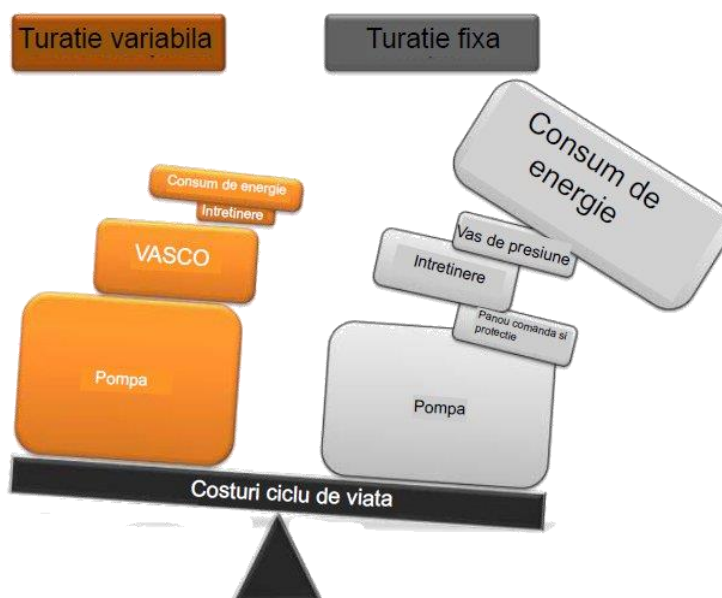 Turatie variabila
Turatie fixa
Consum de energie
Intretinere
VASCO
Pompa
Consum de
energie
Vas de presiune
Intretinere
Panou comanda si
protectie
Pompa
Costuri ciclu de viata